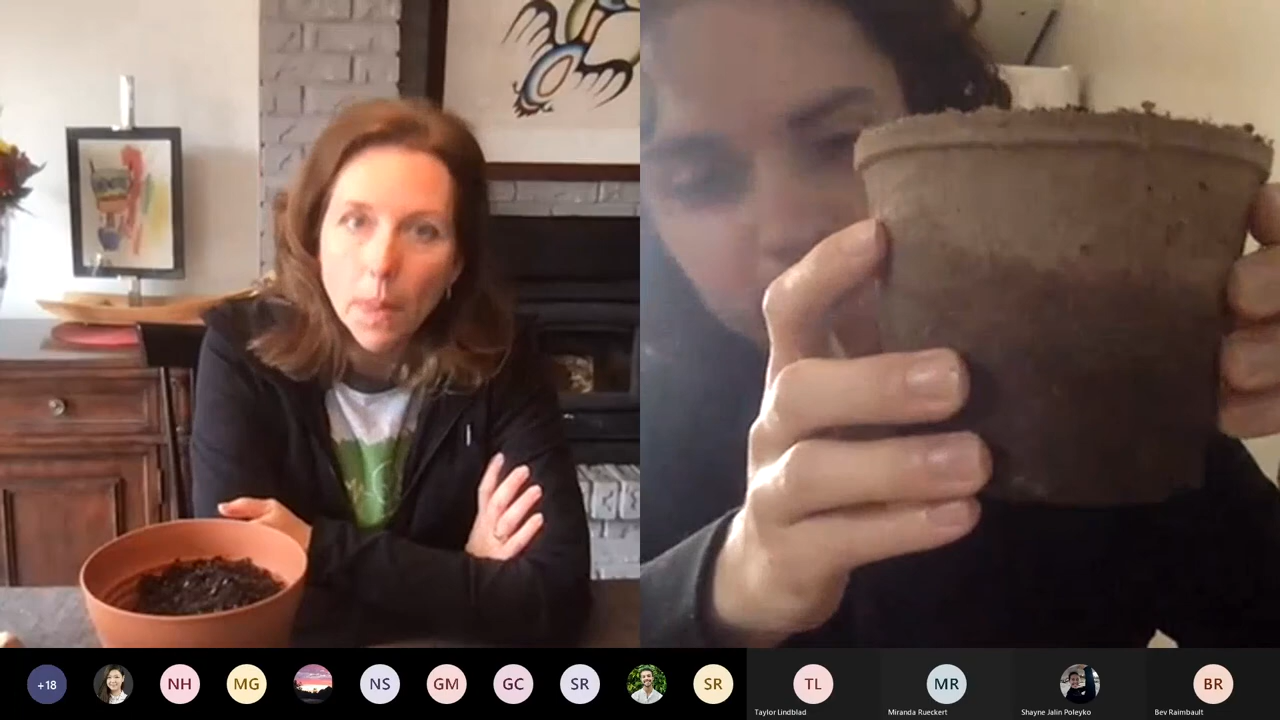 +18
NH
MG
NS
GM
GC
SR
SR
TL
MR
BR
Taylor Lindblad
Miranda Rueckert
Shayne Jalin Poleyko
Bev Raimbault